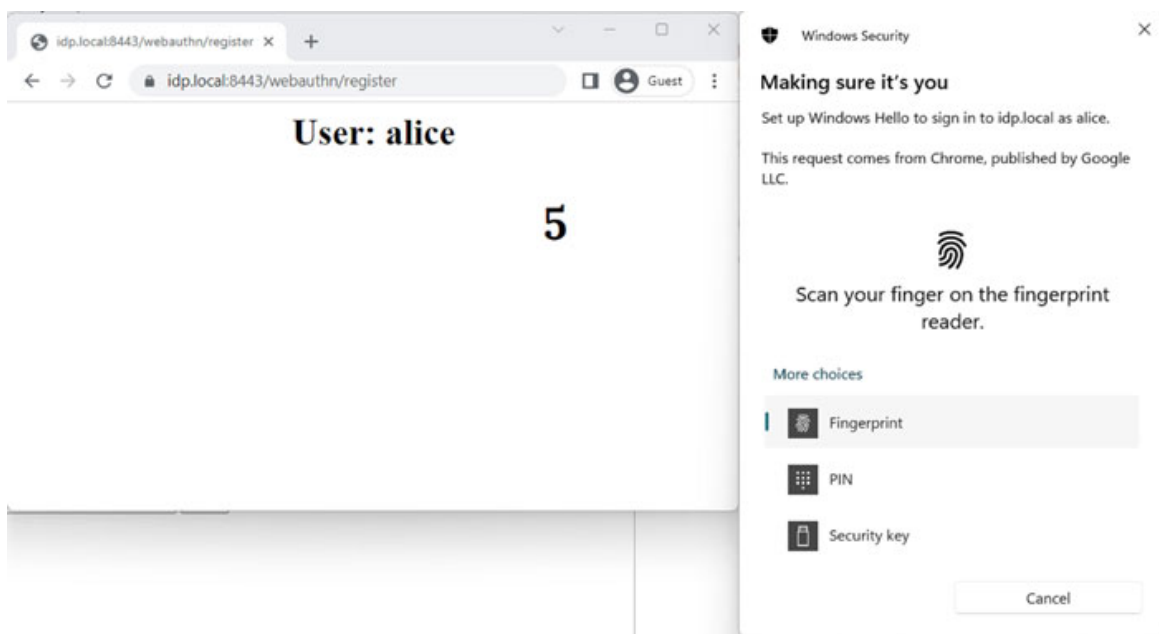 idp.local:8443/webauthn/register
idp.local:8443/webauthn/register
Guest
User: alice
5
Windows Security
Making sure it's you
Set up Windows Hello to sign in to idp.local as alice.
This request comes from Chrome, published by Google
LLC.
Scan your finger on the fingerprint
reader.
More choices
Fingerprint
PIN
Security key
Cancel